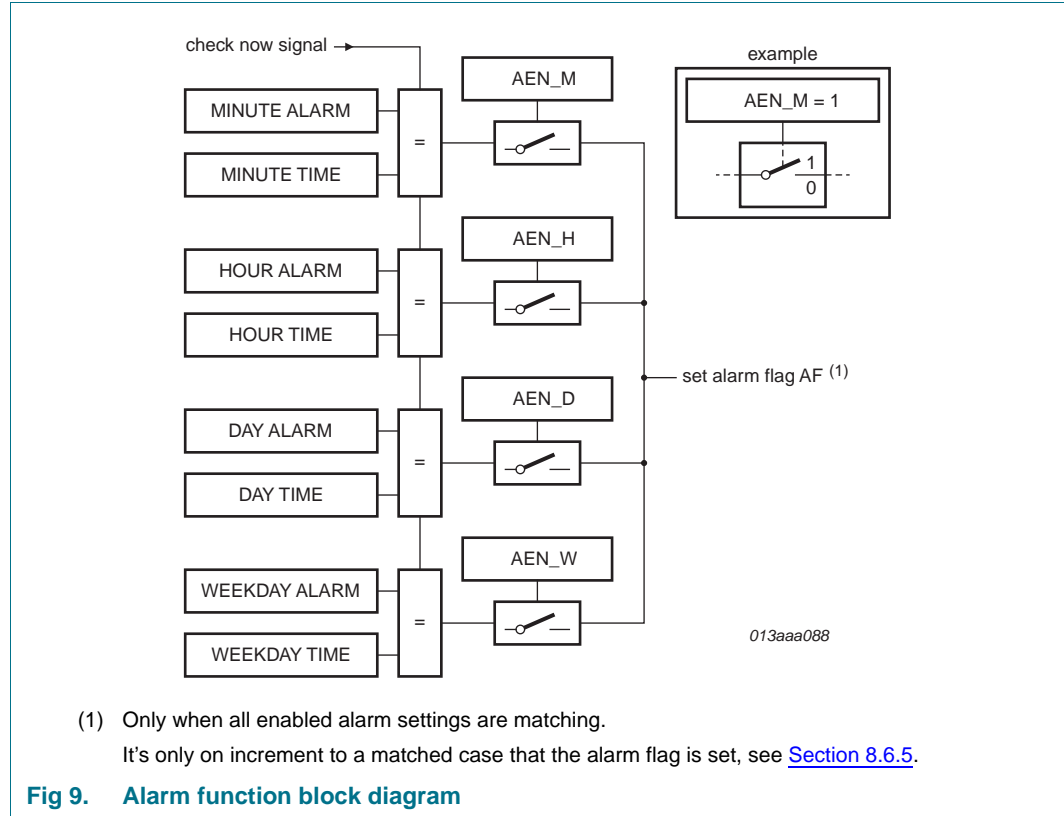 check now signal
example
AEN_M
AEN_M = 1
MINUTE ALARM
=
MINUTE TIME
1
0
AEN_H
HOUR ALARM
=
HOUR TIME
set alarm flag AF (1)
AEN_D
DAY ALARM
=
DAY TIME
AEN_W
WEEKDAY ALARM
=
WEEKDAY TIME
013aaa088
(1) Only when all enabled alarm settings are matching.
It's only on increment to a matched case that the alarm flag is set, see Section 8.6.5.
Fig 9. Alarm function block diagram